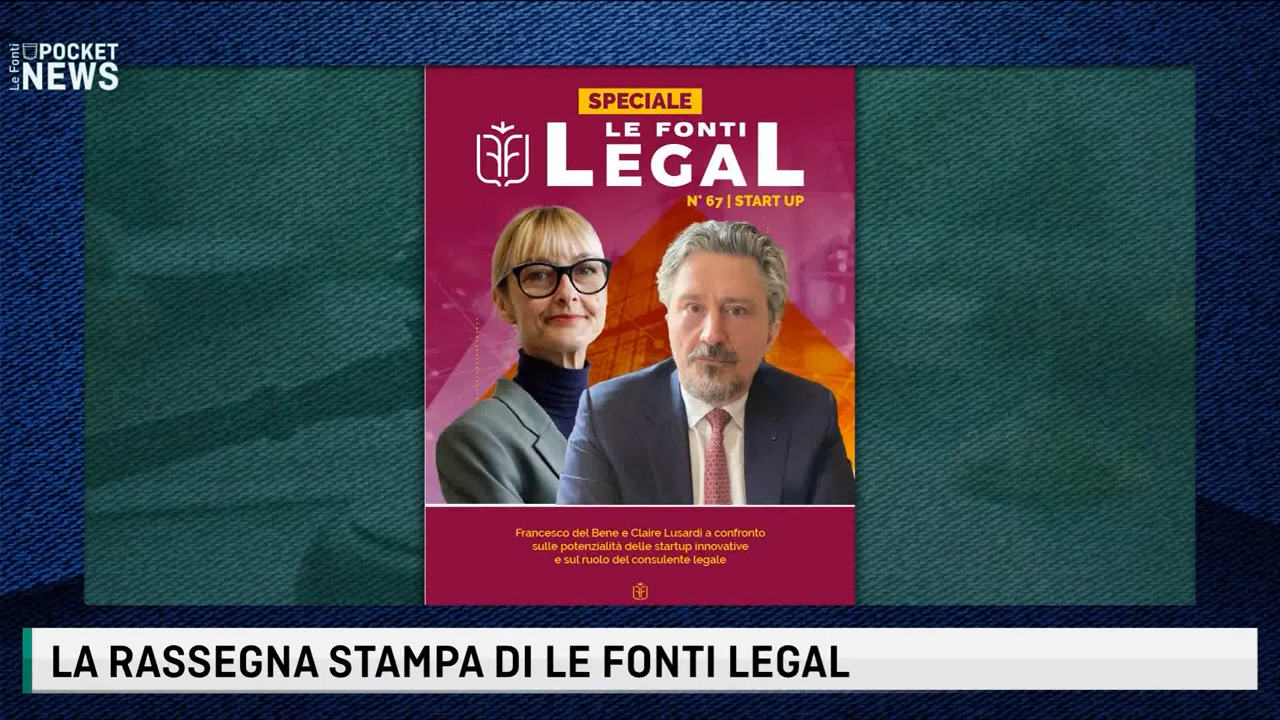 Le Fonti
POCKET
NEWS
SPECIALE
LE FONTI
LEGAL
N° 67 | START UP
Francesco del Bene e Claire Lusardi a confronto
sulle potenzialità delle startup innovative
e sul ruolo del consulente legale
LA RASSEGNA STAMPA DI LE FONTI LEGAL